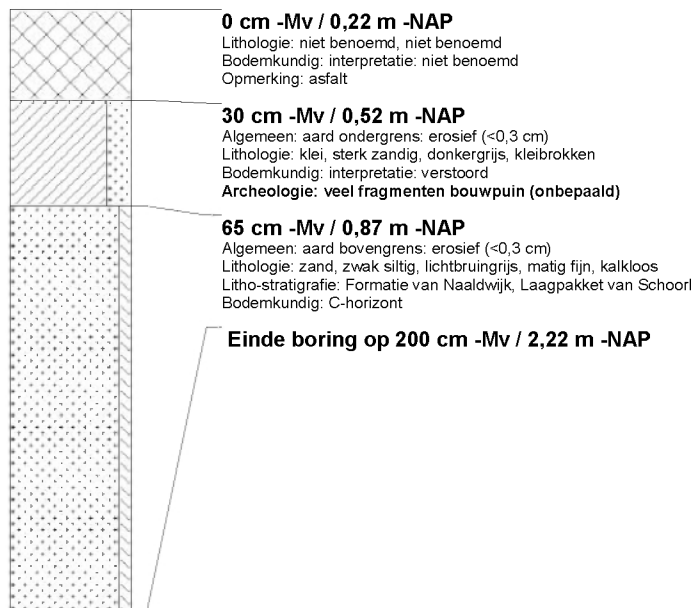 0 cm -Mv / 0,22 m -NAP
Lithologie: niet benoemd, niet benoemd
Bodemkundig: interpretatie: niet benoemd
Opmerking: asfalt
30 cm -Mv / 0,52 m -NAP
Algemeen: aard ondergrens: erosief (<0,3 cm)
Lithologie: klei, sterk zandig, donkergrijs, kleibrokken
Bodemkundig: interpretatie: verstoord
Archeologie: veel fragmenten bouwpuin (onbepaald)
65 cm -Mv / 0,87 m -NAP
Algemeen: aard bovengrens: erosief (<0,3 cm)
Lithologie: zand, zwak siltig, lichtbruingrijs, matig fijn, kalkloos
Litho-stratigrafie: Formatie van Naaldwijk, Laagpakket van Schoorl
Bodemkundig: C-horizont
Einde boring op 200 cm -Mv / 2,22 m -NAP